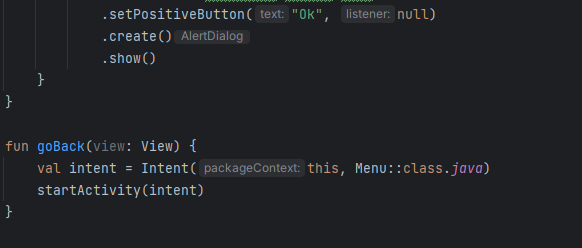 .setPositiveButton( text: "Ok", listener: null)
.create() AlertDialog
.show()
}
}
fun goBack(view: View) {
val intent = Intent( packageContext: this, Menu::class.java)
startActivity(intent)
}